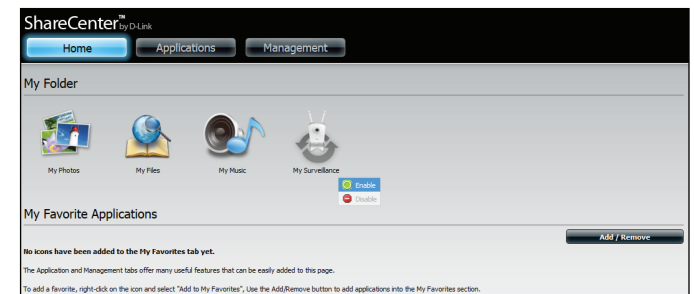 ShareCenter™ by D-Link
Home Applications Management
My Folder
My Photos My Files My Music My Surveillance
Enable
Disable
My Favorite Applications
Add / Remove
No icons have been added to the My Favorites tab yet.
The Application and Management tabs offer many useful features that can be easily added to this page.
To add a favorite, right-click on the icon and select "Add to My Favorites", Use the Add/Remove button to add applications into the My Favorites section.